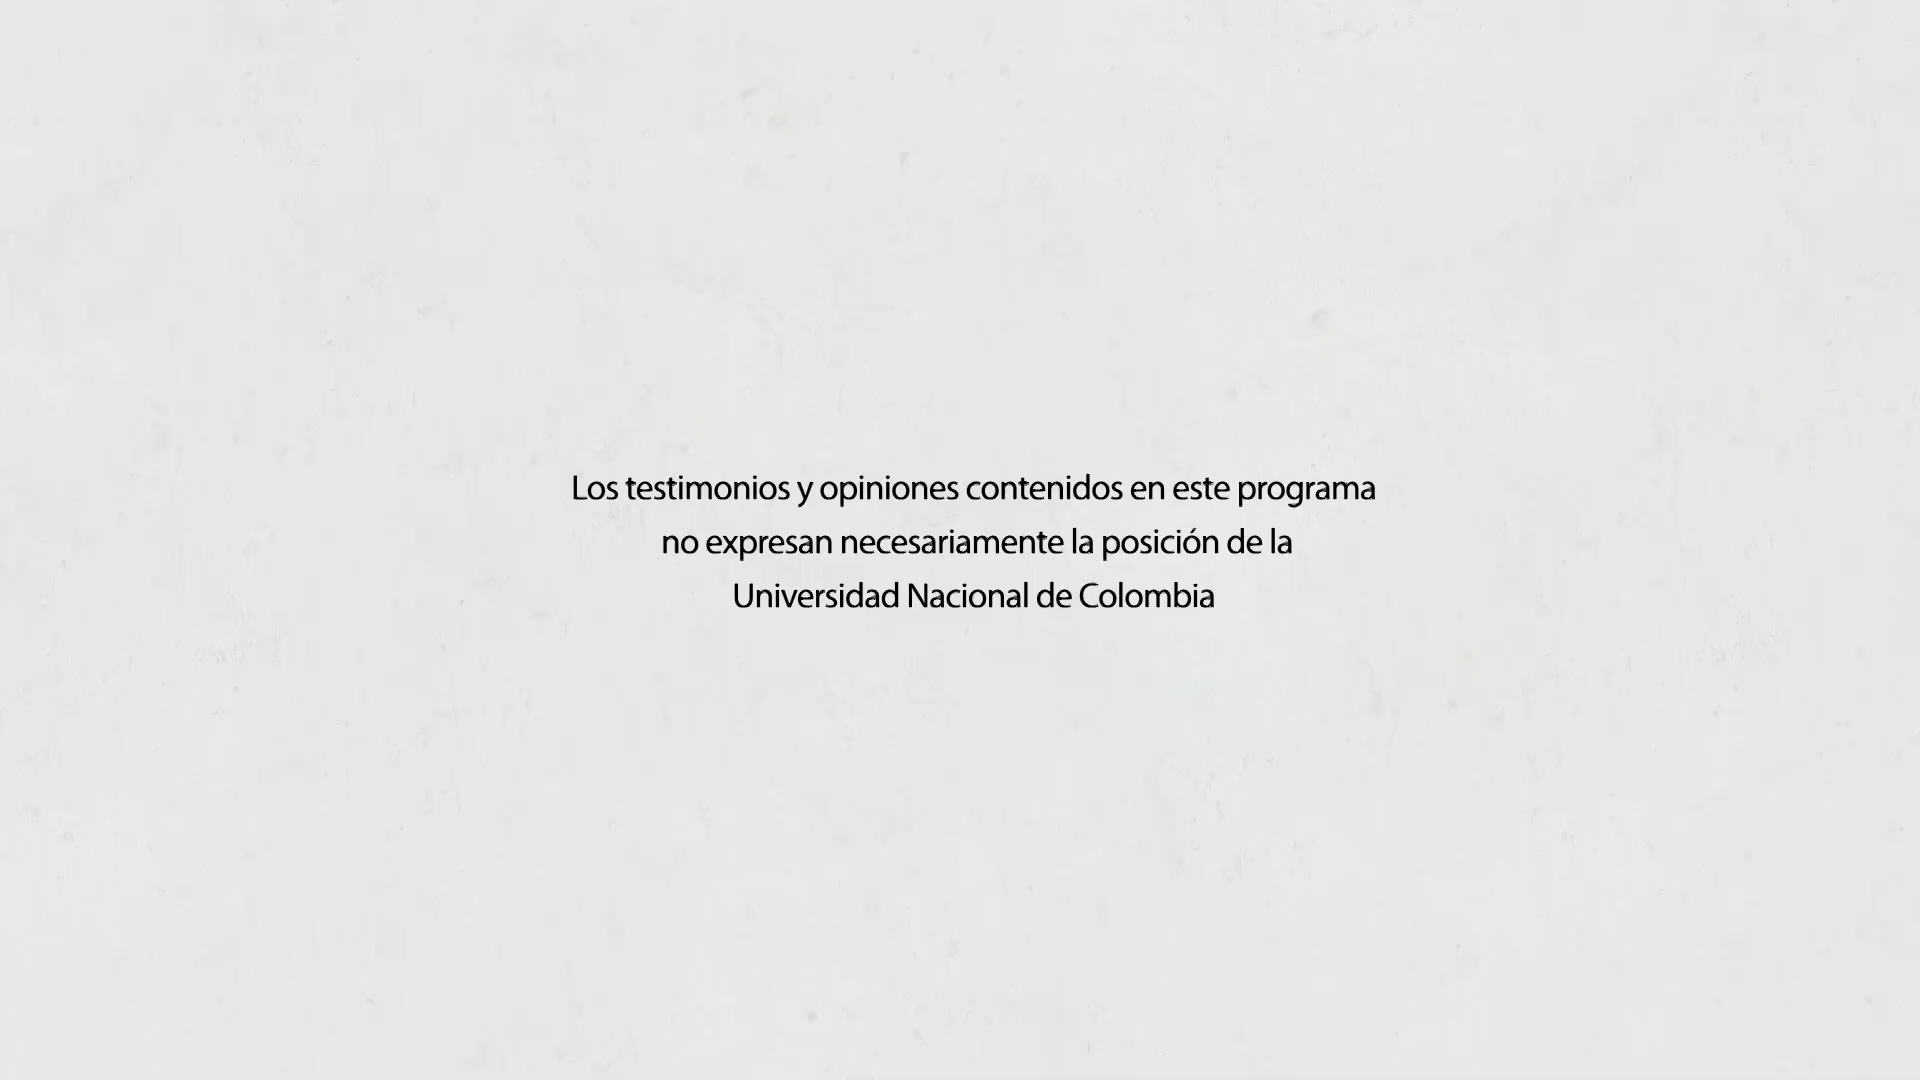 Los testimonios y opiniones contenidos en este programa
no expresan necesariamente la posición de la
Universidad Nacional de Colombia